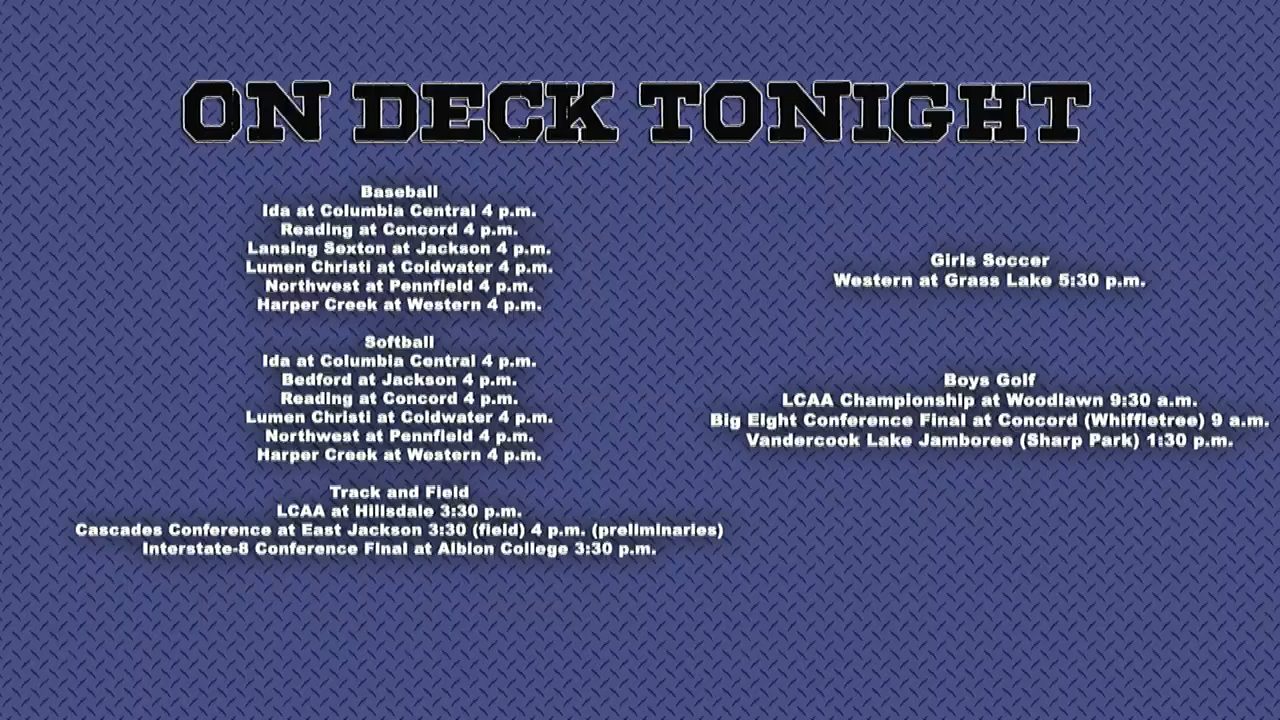 ON DECK TONIGHT
Baseball
Ida at Columbia Central 4 p.m.
Reading at Concord 4 p.m.
Lansing Sexton at Jackson 4 p.m.
Lumen Christi at Coldwater 4 p.m.
Northwest at Pennfield 4 p.m.
Harper Creek at Western 4 p.m.
Softball
Ida at Columbia Central 4 p.m.
Bedford at Jackson 4 p.m.
Reading at Concord 4 p.m.
Lumen Christi at Coldwater 4 p.m.
Northwest at Pennfield 4 p.m.
Harper Creek at Western 4 p.m.
Track and Field
LCAA at Hillsdale 3:30 p.m.
Cascades Conference at East Jackson 3:30 (field) 4 p.m. (preliminaries)
Interstate-8 Conference Final at Albion College 3:30 p.m.
Girls Soccer
Western at Grass Lake 5:30 p.m.
Boys Golf
LCAA Championship at Woodlawn 9:30 a.m.
Big Eight Conference Final at Concord (Whiffletree) 9 a.m.
Vandercook Lake Jamboree (Sharp Park) 1:30 p.m.